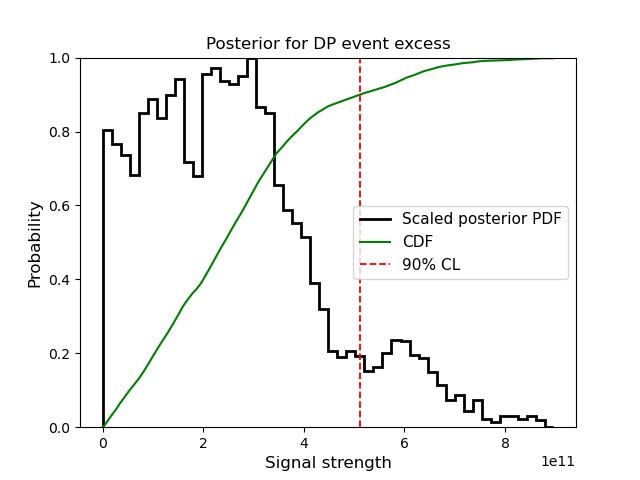 Posterior for DP event excess
Probability
1.0
0.8
0.6
0.4
0.2
0.0
Scaled posterior PDF
CDF
90% CL
0
2
4
6
8
1e11
Signal strength